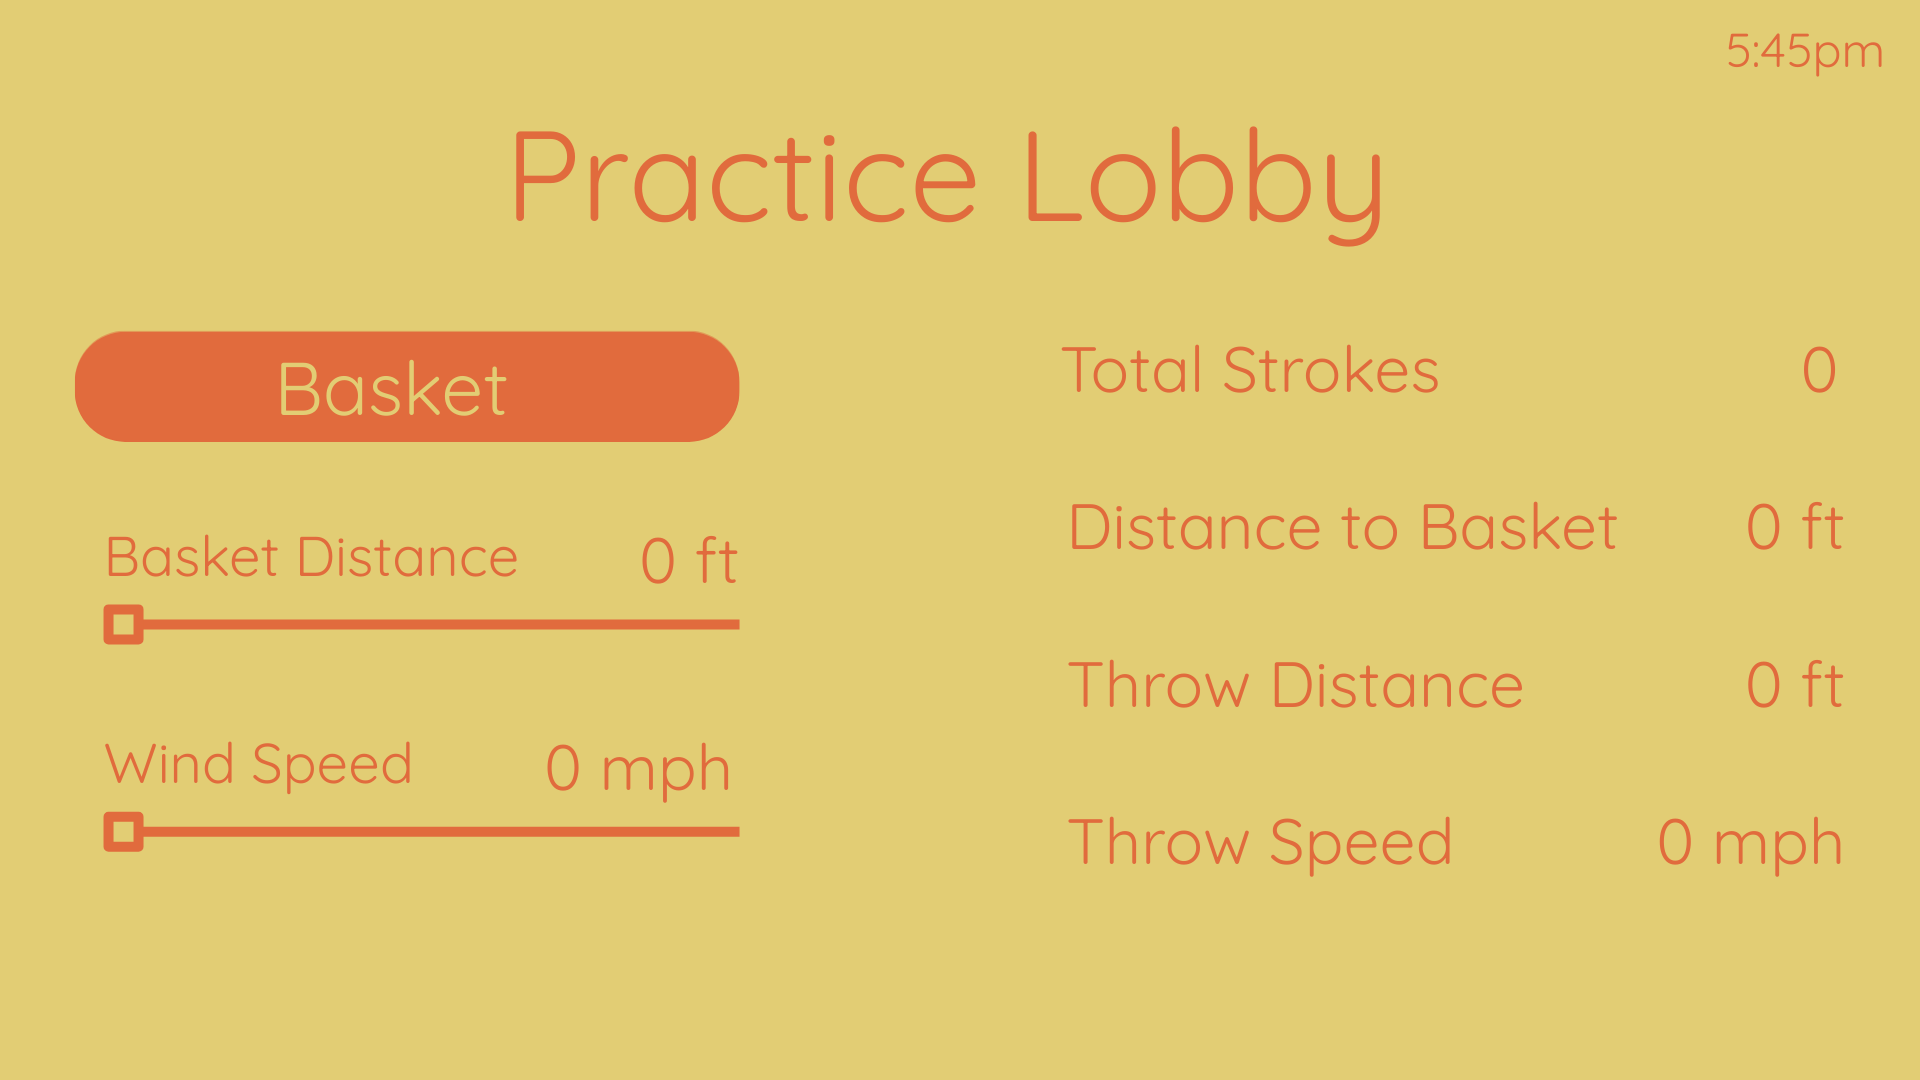 5:45pm
Practice Lobby
Basket
Basket Distance 0 ft
Wind Speed 0 mph
Total Strokes 0
Distance to Basket 0 ft
Throw Distance 0 ft
Throw Speed 0 mph